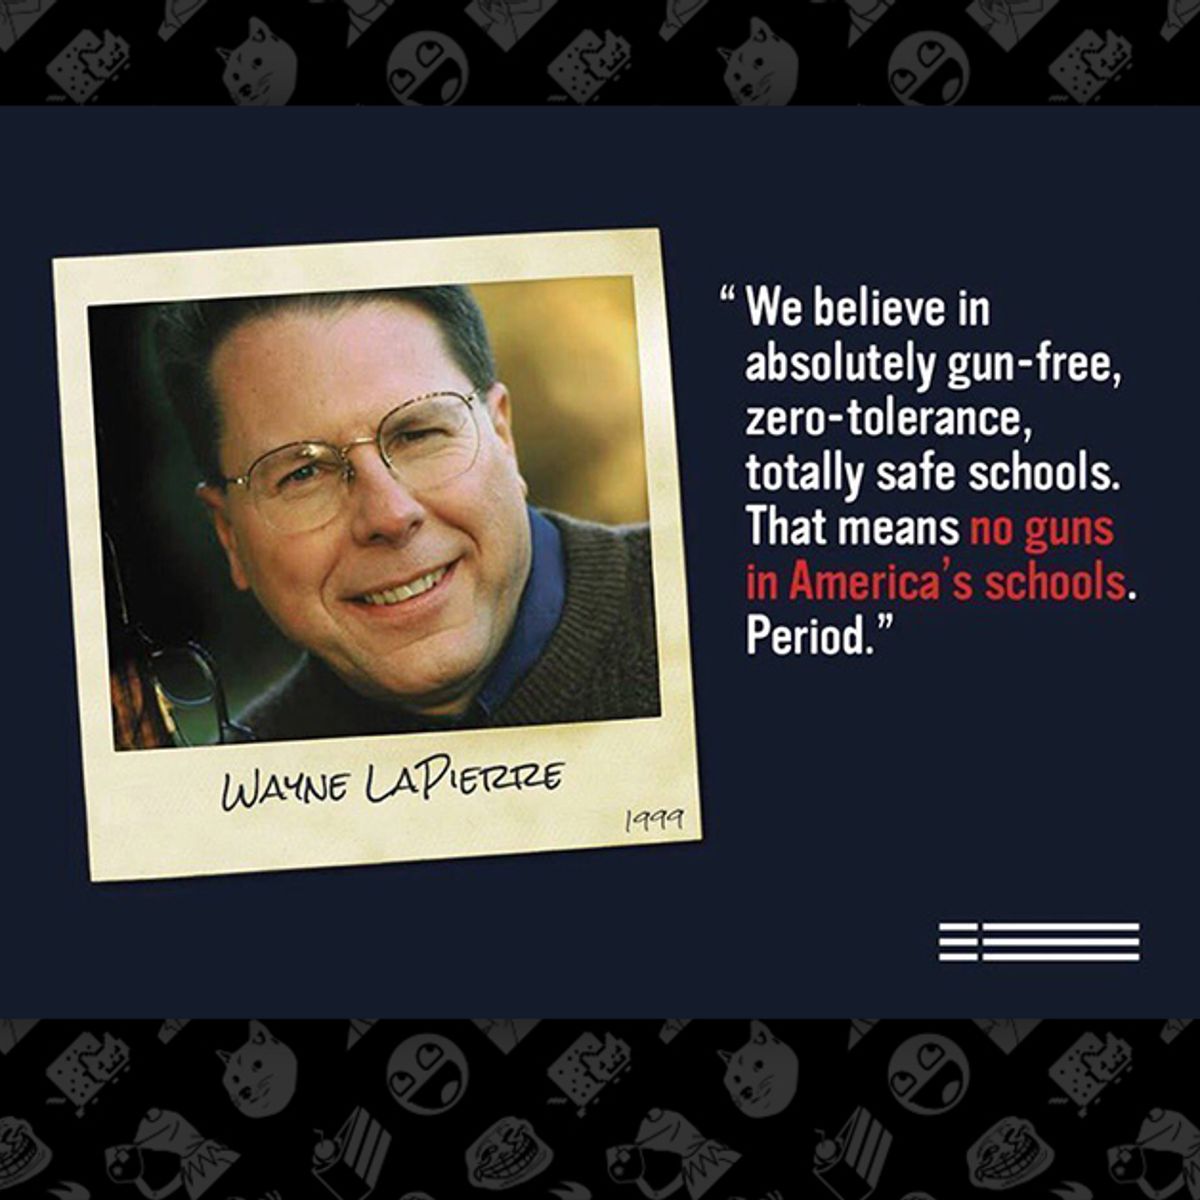 “ We believe in
absolutely gun-free,
zero-tolerance,
totally safe schools.
That means no guns
in America’s schools.
Period.”
WAYNE LAPIERRE
1999